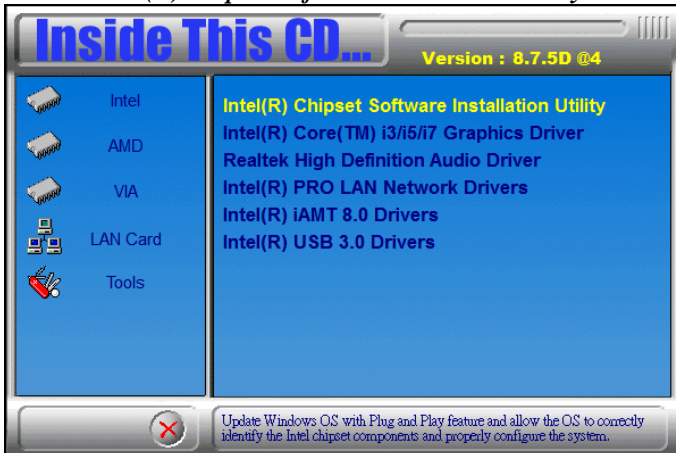 Inside This CD...
Version : 8.7.5D @4
Intel
AMD
VIA
LAN Card
Tools
Intel(R) Chipset Software Installation Utility
Intel(R) Core(TM) i3/i5/i7 Graphics Driver
Realtek High Definition Audio Driver
Intel(R) PRO LAN Network Drivers
Intel(R) iAMT 8.0 Drivers
Intel(R) USB 3.0 Drivers
Update Windows OS with Plug and Play feature and allow the OS to correctly
identify the Intel chipset components and properly configure the system.